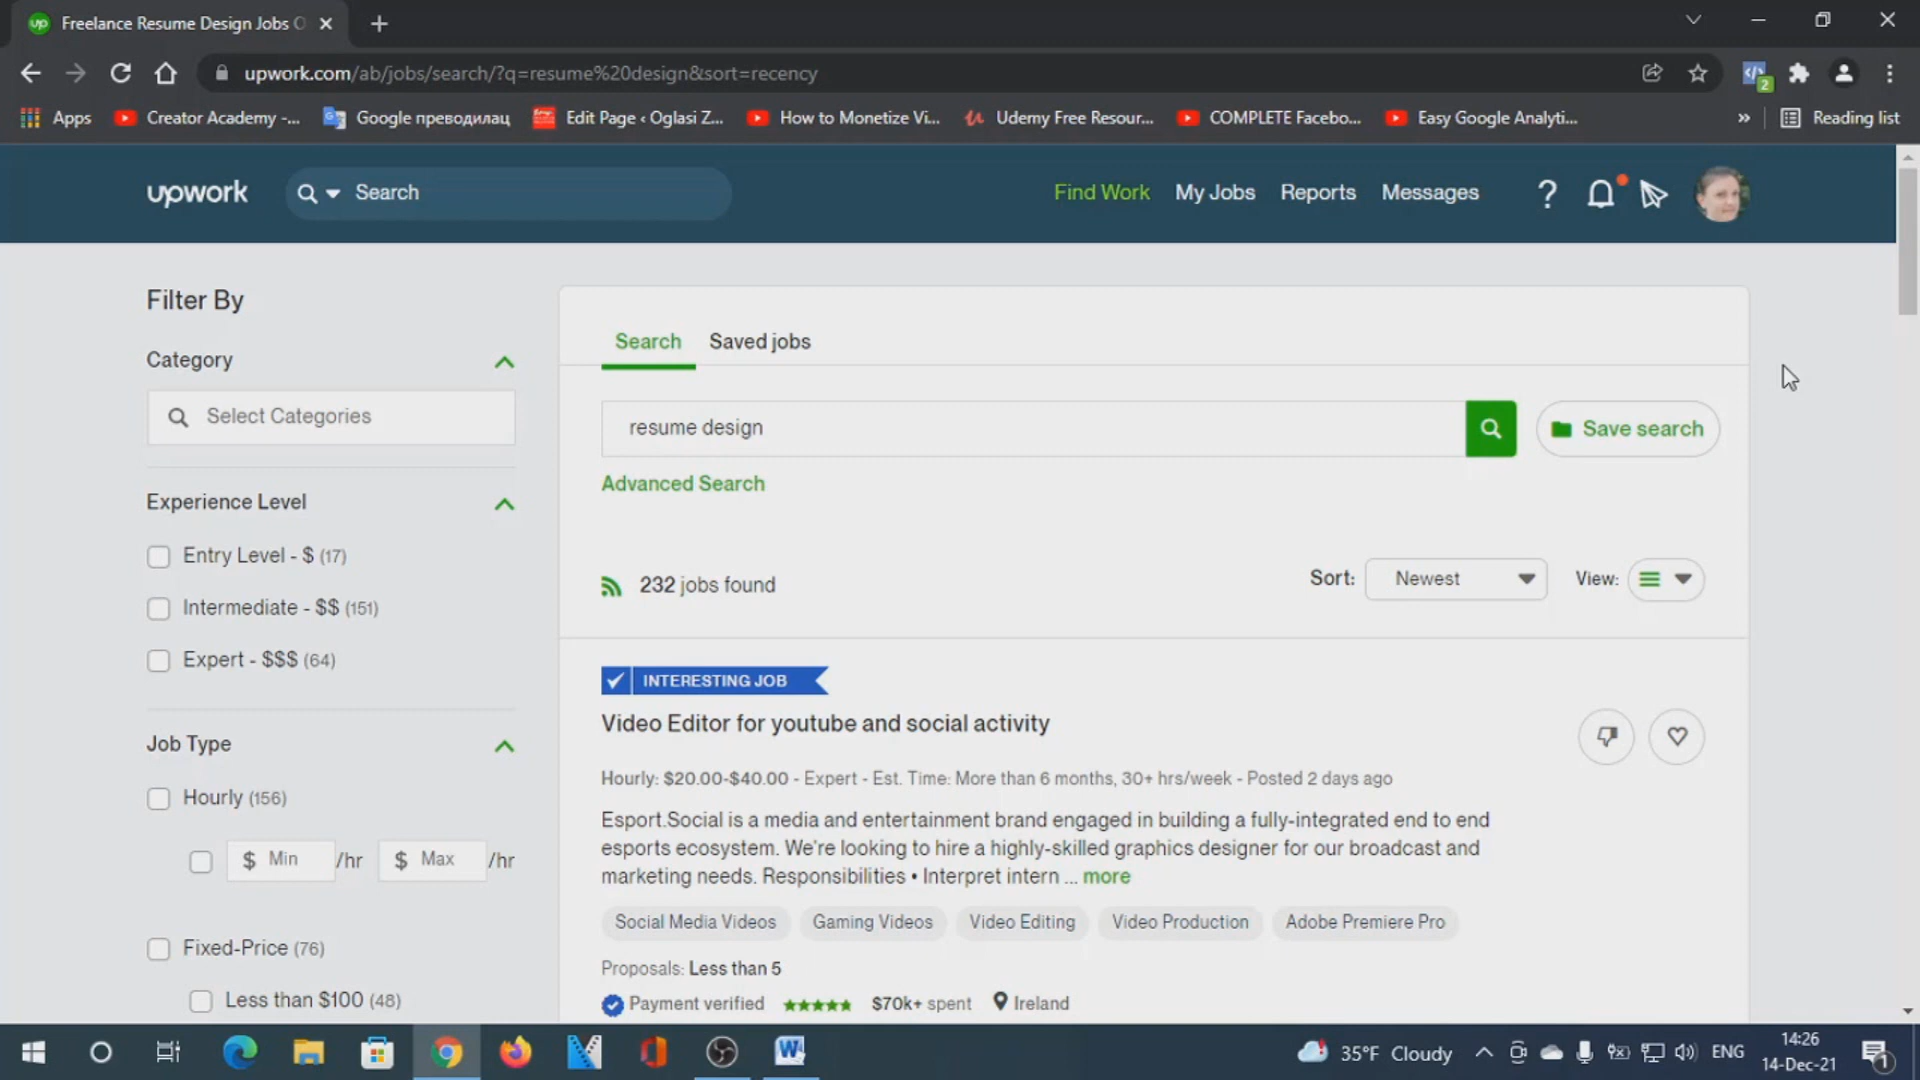 Freelance Resume Design Jobs O
upwork.com/ab/jobs/search/?q=resume%20design&sort=recency
2
Apps
Creator Academy -...
Google преводилац
Edit Page ‹ Oglasi Z...
How to Monetize Vi...
Udemy Free Resour...
COMPLETE Facebo...
Easy Google Analyti...
»
Reading list
upwork
Search
Find Work
My Jobs
Reports
Messages
?
Filter By
Category
Select Categories
Experience Level
Entry Level - $ (17)
Intermediate - $$ (151)
Expert - $$$ (64)
Job Type
Hourly (156)
$ Min /hr $ Max /hr
Fixed-Price (76)
Less than $100 (48)
Search
Saved jobs
resume design
Save search
Advanced Search
232 jobs found
Sort: Newest
View:
INTERESTING JOB
Video Editor for youtube and social activity
Hourly: $20.00-$40.00 - Expert - Est. Time: More than 6 months, 30+ hrs/week - Posted 2 days ago
Esport.Social is a media and entertainment brand engaged in building a fully-integrated end to end
esports ecosystem. We're looking to hire a highly-skilled graphics designer for our broadcast and
marketing needs. Responsibilities • Interpret intern ... more
Social Media Videos
Gaming Videos
Video Editing
Video Production
Adobe Premiere Pro
Proposals: Less than 5
Payment verified
$70k+ spent
Ireland
35°F Cloudy
ENG
14:26
14-Dec-21
1